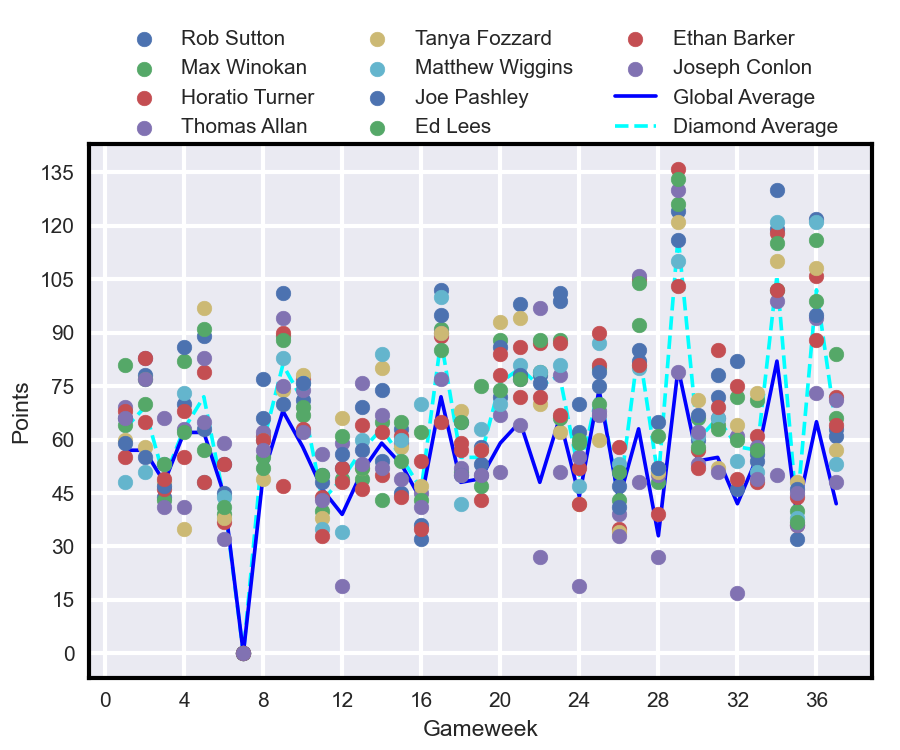 Rob Sutton
Max Winokan
Horatio Turner
Thomas Allan
Tanya Fozzard
Matthew Wiggins
Joe Pashley
Ed Lees
Ethan Barker
Joseph Conlon
Global Average
Diamond Average
135
120
105
90
75
60
45
30
15
0
Points
0 4 8 12 16 20 24 28 32 36
Gameweek